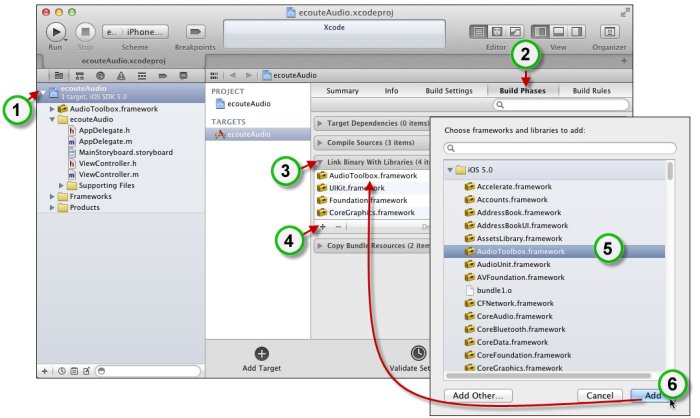 ecouteAudio.xcodeproj
e.. iPhone...
Xcode
Run
Stop
Scheme
Breakpoints
Editor
View
Organizer
ecouteAudio.xcodeproj
ecouteAudio
1 target, iOS SDK 5.0
AudioToolbox.framework
ecouteAudio
AppDelegate.h
AppDelegate.m
MainStoryboard.storyboard
ViewController.h
ViewController.m
Supporting Files
Frameworks
Products
1
ecouteAudio
PROJECT
ecouteAudio
TARGETS
ecouteAudio
2
Summary
Info
Build Settings
Build Phases
Build Rules
Target Dependencies (0 items)
Compile Sources (3 items)
3
Link Binary With Libraries (4 ite
AudioToolbox.framework
UIKit.framework
Foundation.framework
CoreGraphics.framework
4
+ −
Copy Bundle Resources (2 item
Add Target
Validate Set
Choose frameworks and libraries to add:
iOS 5.0
Accelerate.framework
Accounts.framework
AddressBook.framework
AddressBookUI.framework
AssetsLibrary.framework
AudioToolbox.framework
5
AudioUnit.framework
AVFoundation.framework
bundle1.o
CFNetwork.framework
CoreAudio.framework
CoreBluetooth.framework
CoreData.framework
CoreFoundation.framework
CoreGraphics.framework
6
Add Other...
Cancel
Add